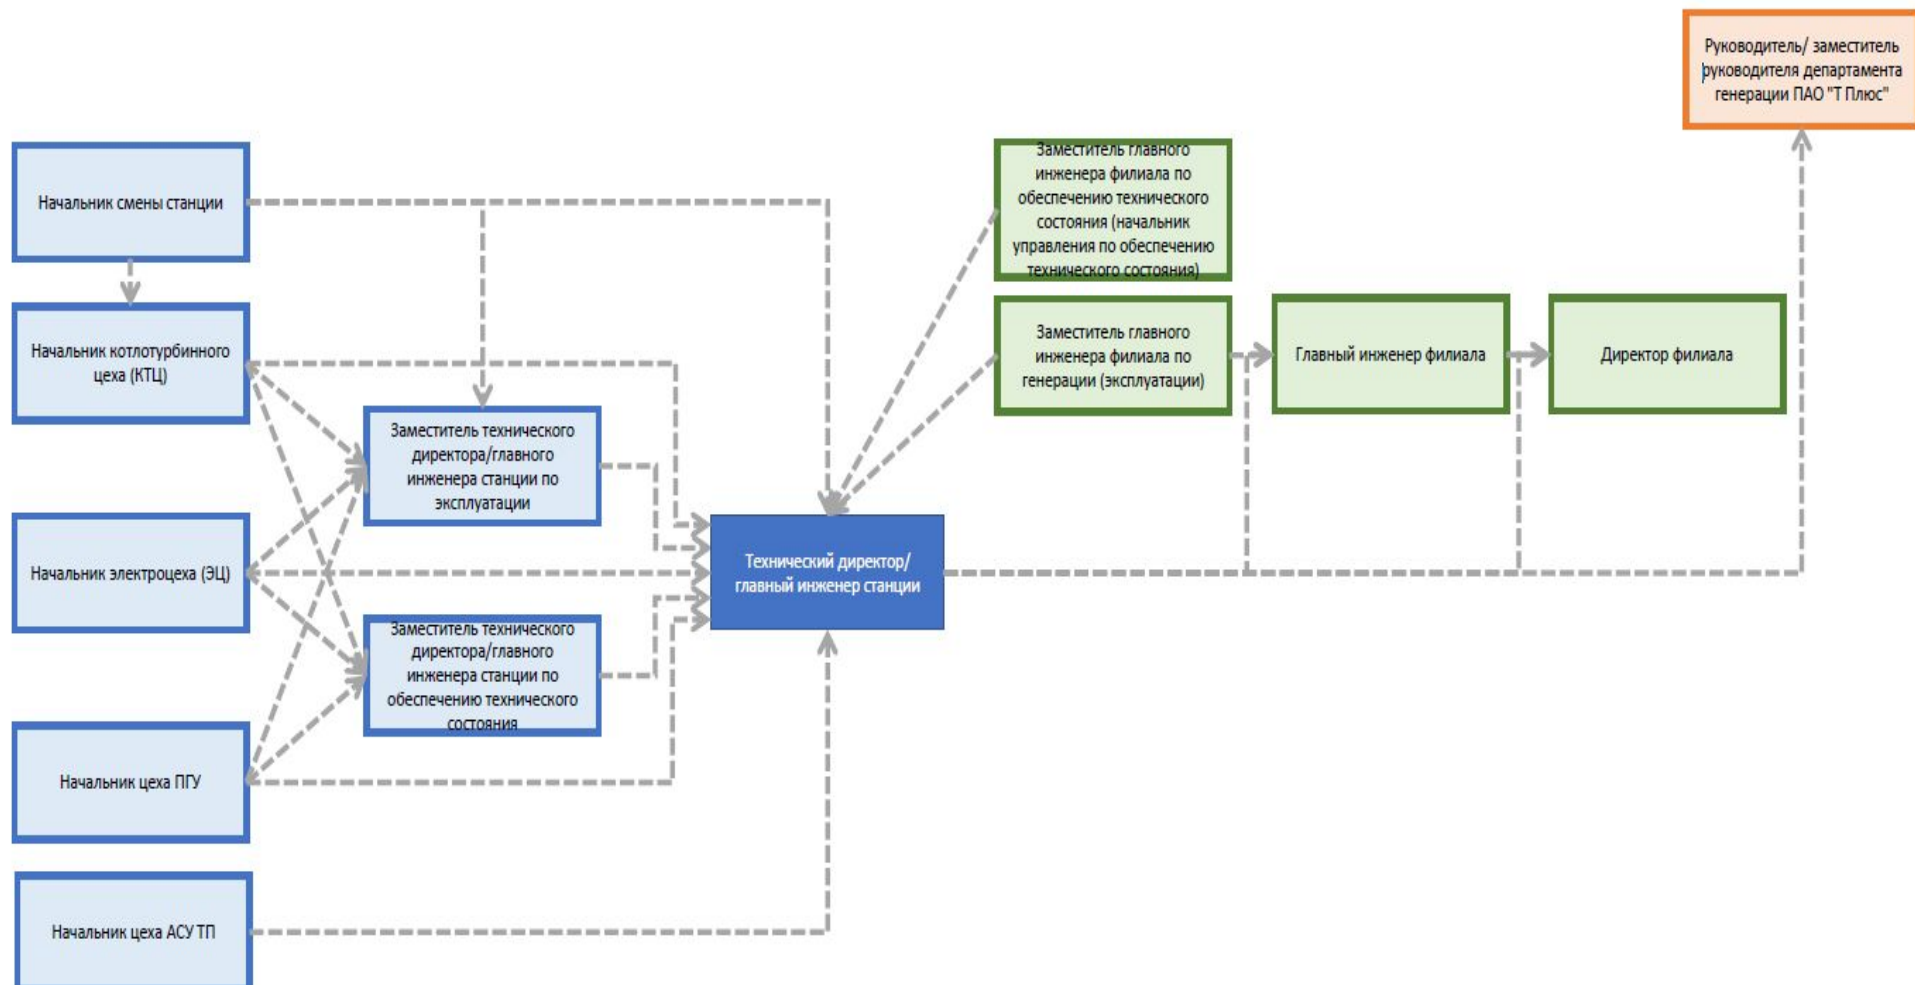 Руководитель/ заместитель
руководителя департамента
генерации ПАО "Т Плюс"
Начальник смены станции
Заместитель главного
инженера филиала по
обеспечению технического
состояния (начальник
управления по обеспечению
технического состояния)
Начальник котлотурбинного
цеха (КТЦ)
Заместитель главного
инженера филиала по
генерации (эксплуатации)
Главный инженер филиала
Директор филиала
Заместитель технического
директора/главного
инженера станции по
эксплуатации
Начальник электроцеха (ЭЦ)
Технический директор/
главный инженер станции
Заместитель технического
директора/главного
инженера станции по
обеспечению технического
состояния
Начальник цеха ПГУ
Начальник цеха АСУ ТП